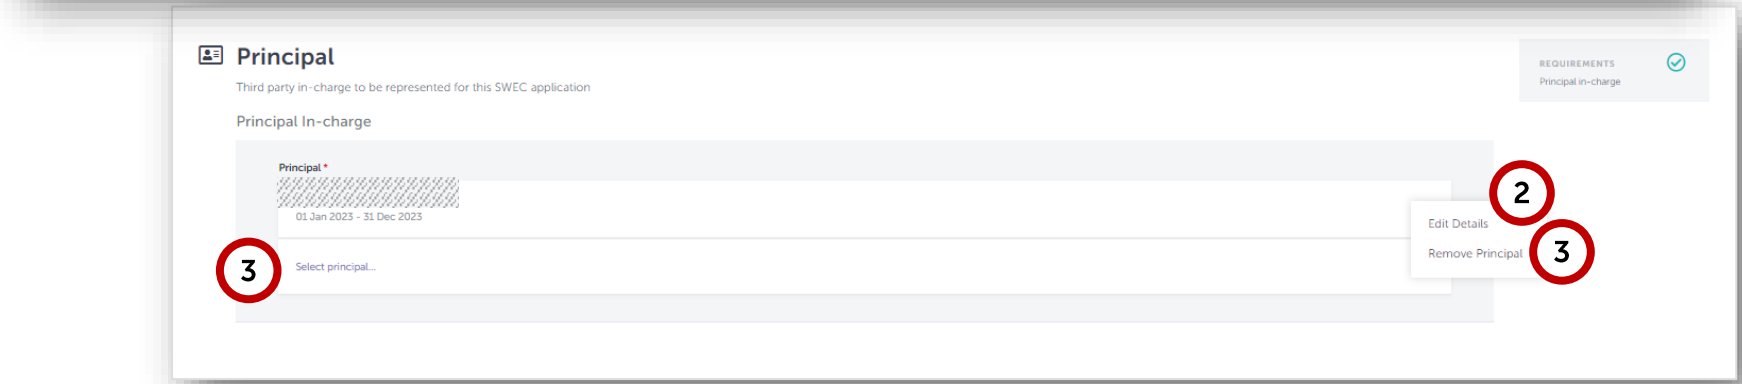 Principal
Third party in-charge to be represented for this SWEC application
REQUIREMENTS
Principal in-charge
Principal In-charge
Principal *
01 Jan 2023 - 31 Dec 2023
2
Edit Details
Remove Principal
3
3
Select principal...